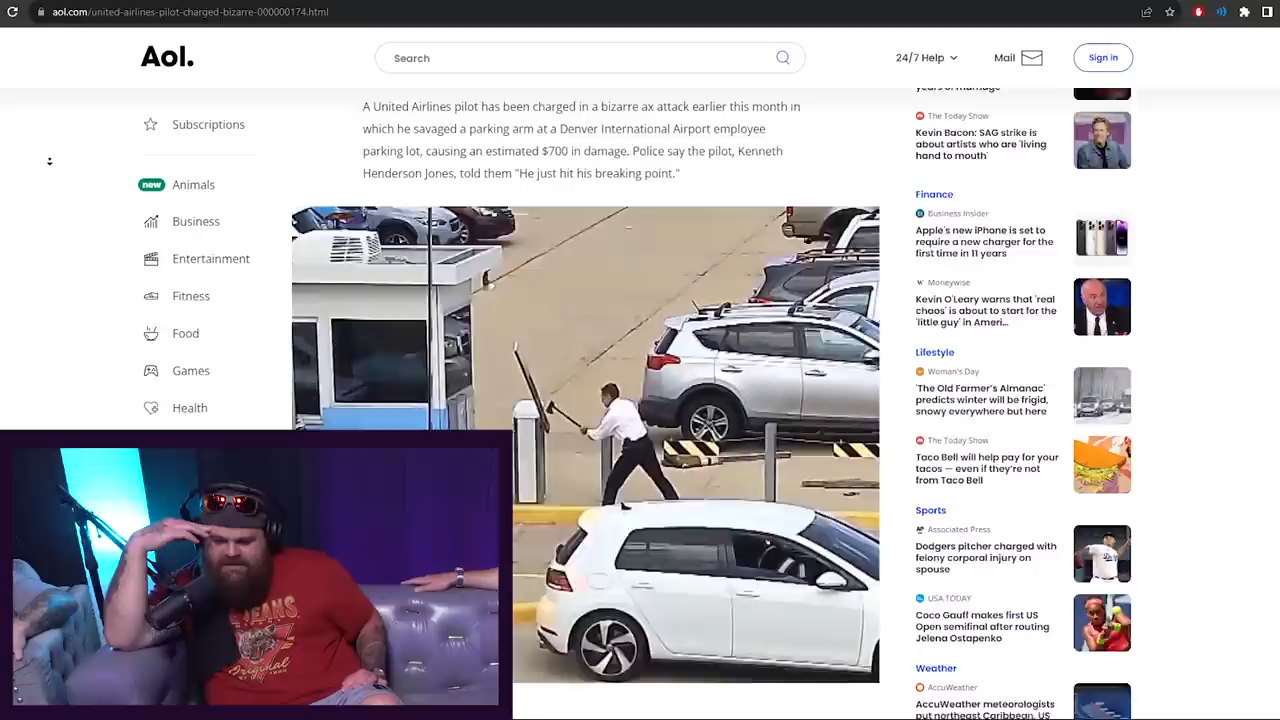 aol.com/united-airlines-pilot-charged-bizarre-000000174.html
Aol.
Search
24/7 Help
Mail
Sign in
Subscriptions
new Animals
Business
Entertainment
Fitness
Food
Games
Health
A United Airlines pilot has been charged in a bizarre ax attack earlier this month in
which he savaged a parking arm at a Denver International Airport employee
parking lot, causing an estimated $700 in damage. Police say the pilot, Kenneth
Henderson Jones, told them "He just hit his breaking point."
years of marriage
The Today Show
Kevin Bacon: SAG strike is
about artists who are 'living
hand to mouth'
Finance
Business Insider
Apple's new iPhone is set to
require a new charger for the
first time in 11 years
Moneywise
Kevin O'Leary warns that 'real
chaos' is about to start for the
'little guy' in Ameri...
Lifestyle
Woman's Day
'The Old Farmer's Almanac'
predicts winter will be frigid,
snowy everywhere but here
The Today Show
Taco Bell will help pay for your
tacos — even if they're not
from Taco Bell
Sports
Associated Press
Dodgers pitcher charged with
felony corporal injury on
spouse
USA TODAY
Coco Gauff makes first US
Open semifinal after routing
Jelena Ostapenko
Weather
AccuWeather
AccuWeather meteorologists
put northeast Caribbean, US
Original